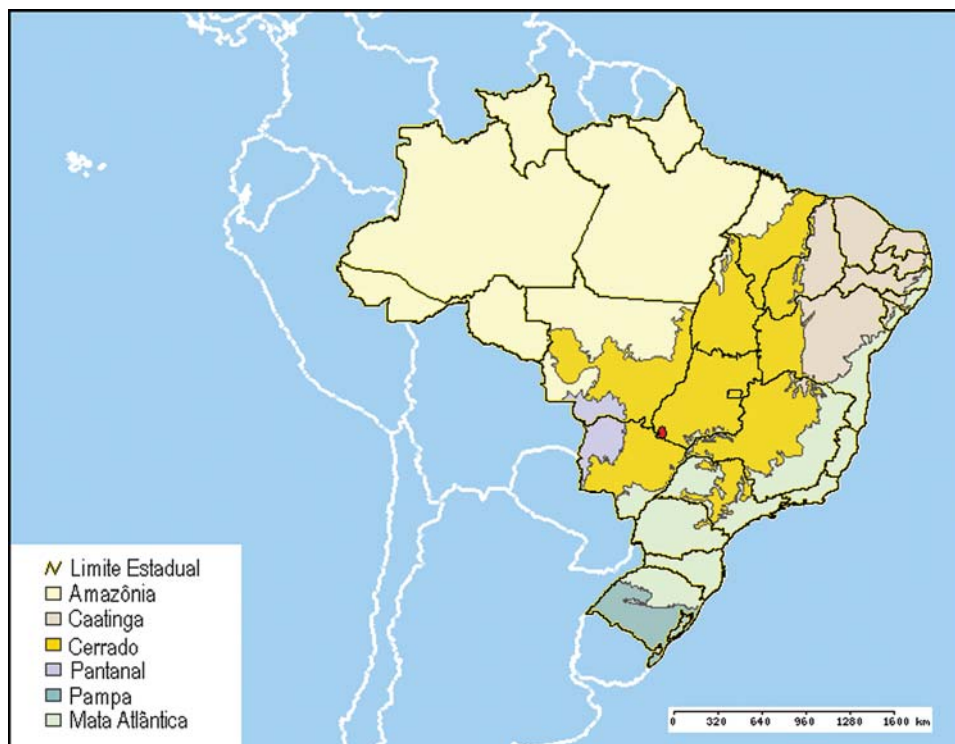 Limite Estadual
Amazônia
Caatinga
Cerrado
Pantanal
Pampa
Mata Atlântica
0 320 640 960 1280 1600 km